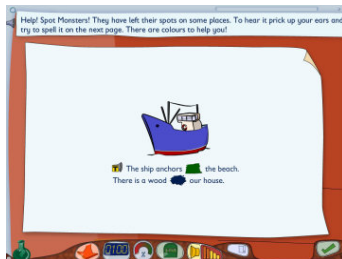 Help! Spot Monsters! They have left their spots on some places. To hear it prick up your ears and
try to spell it on the next page. There are colours to help you!
The ship anchors the beach.
There is a wood our house.